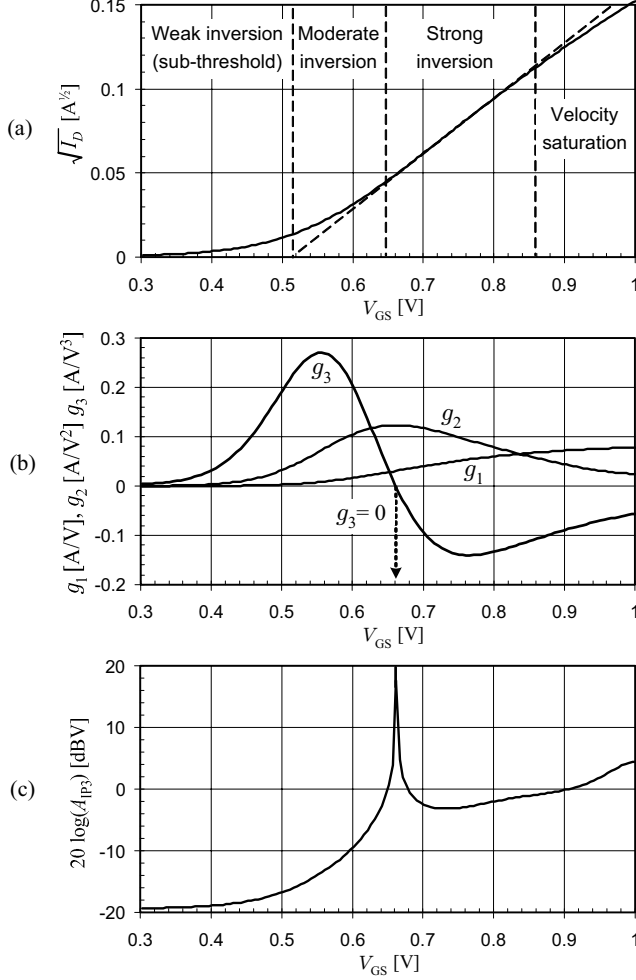 (a)
√I_D [A^½]
0.15
0.1
0.05
0
Weak inversion
(sub-threshold)
Moderate
inversion
Strong
inversion
Velocity
saturation
0.3 0.4 0.5 0.6 0.7 0.8 0.9 1
V_GS [V]
(b)
g_1 [A/V], g_2 [A/V^2] g_3 [A/V^3]
0.3
0.2
0.1
0
-0.1
-0.2
g_3
g_2
g_1
g_3= 0
0.3 0.4 0.5 0.6 0.7 0.8 0.9 1
V_GS [V]
(c)
20 log(A_IP3) [dBV]
20
10
0
-10
-20
0.3 0.4 0.5 0.6 0.7 0.8 0.9 1
V_GS [V]